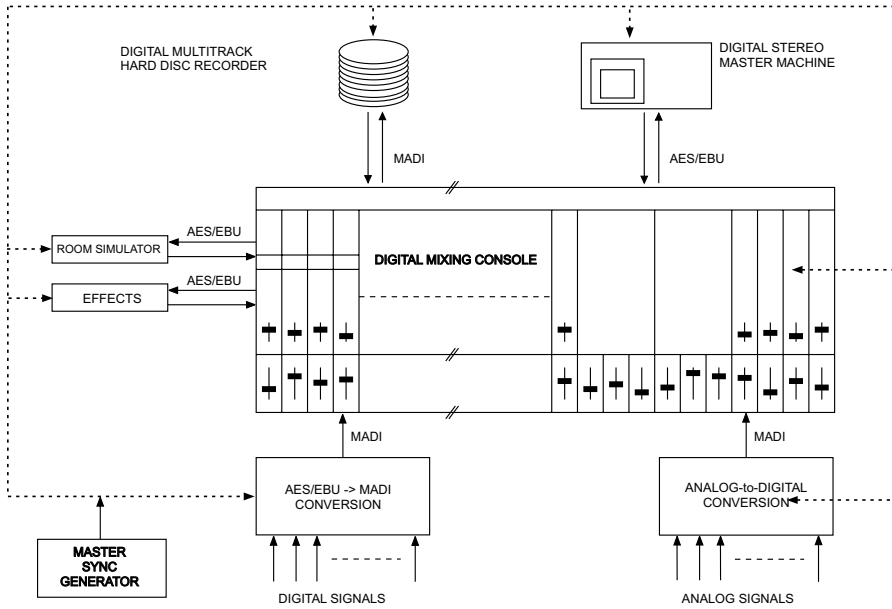 DIGITAL MULTITRACK
HARD DISC RECORDER
DIGITAL STEREO
MASTER MACHINE
MADI
AES/EBU
AES/EBU
ROOM SIMULATOR
AES/EBU
EFFECTS
DIGITAL MIXING CONSOLE
MADI
MADI
AES/EBU -> MADI
CONVERSION
ANALOG-to-DIGITAL
CONVERSION
MASTER
SYNC
GENERATOR
DIGITAL SIGNALS
ANALOG SIGNALS